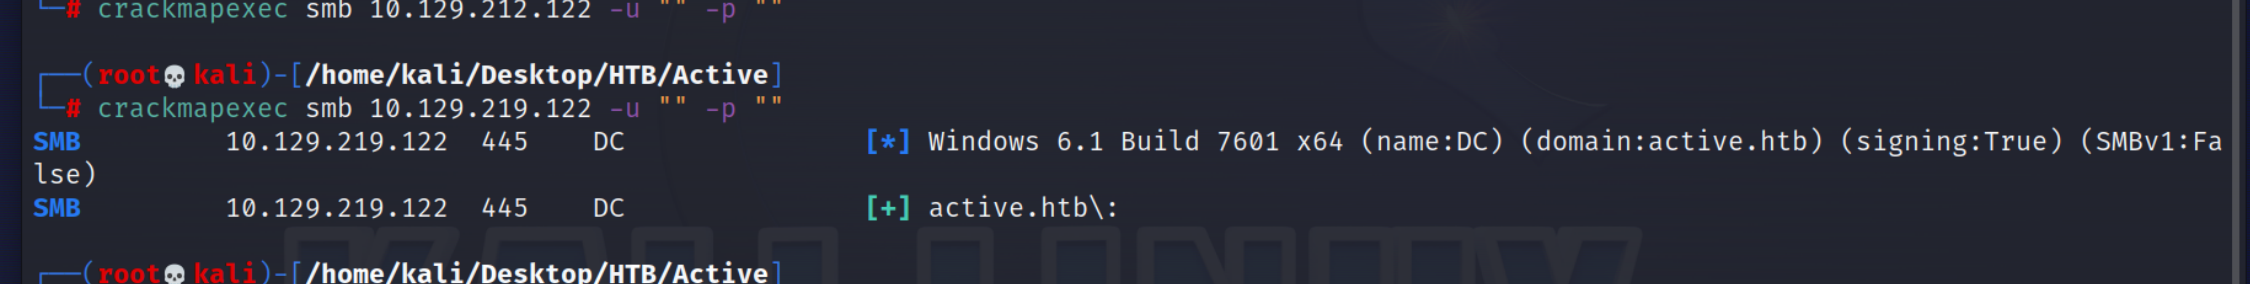 └─# crackmapexec smb 10.129.212.122 -u "" -p ""
┌──(root💀kali)-[/home/kali/Desktop/HTB/Active]
└─# crackmapexec smb 10.129.219.122 -u "" -p ""
SMB 10.129.219.122 445 DC [*] Windows 6.1 Build 7601 x64 (name:DC) (domain:active.htb) (signing:True) (SMBv1:Fa
lse)
SMB 10.129.219.122 445 DC [+] active.htb\:
┌──(root💀kali)-[/home/kali/Desktop/HTB/Active]